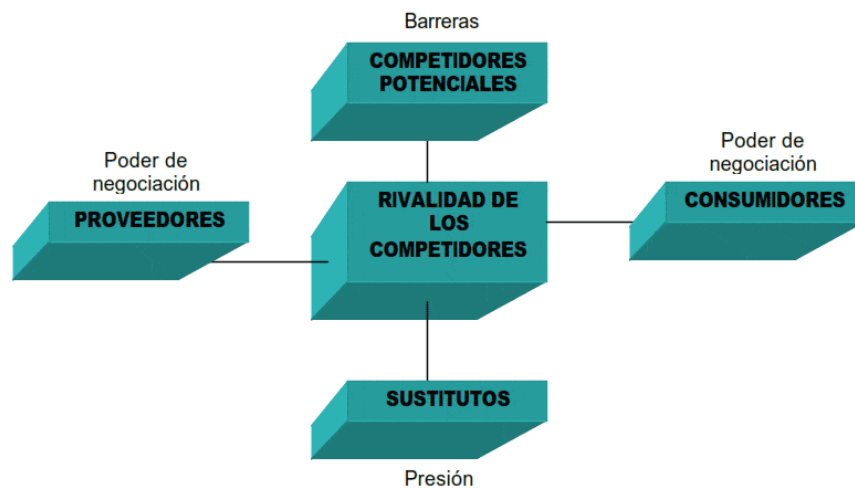 Barreras
COMPETIDORES
POTENCIALES
Poder de
negociación
PROVEEDORES
RIVALIDAD DE
LOS
COMPETIDORES
Poder de
negociación
CONSUMIDORES
SUSTITUTOS
Presión